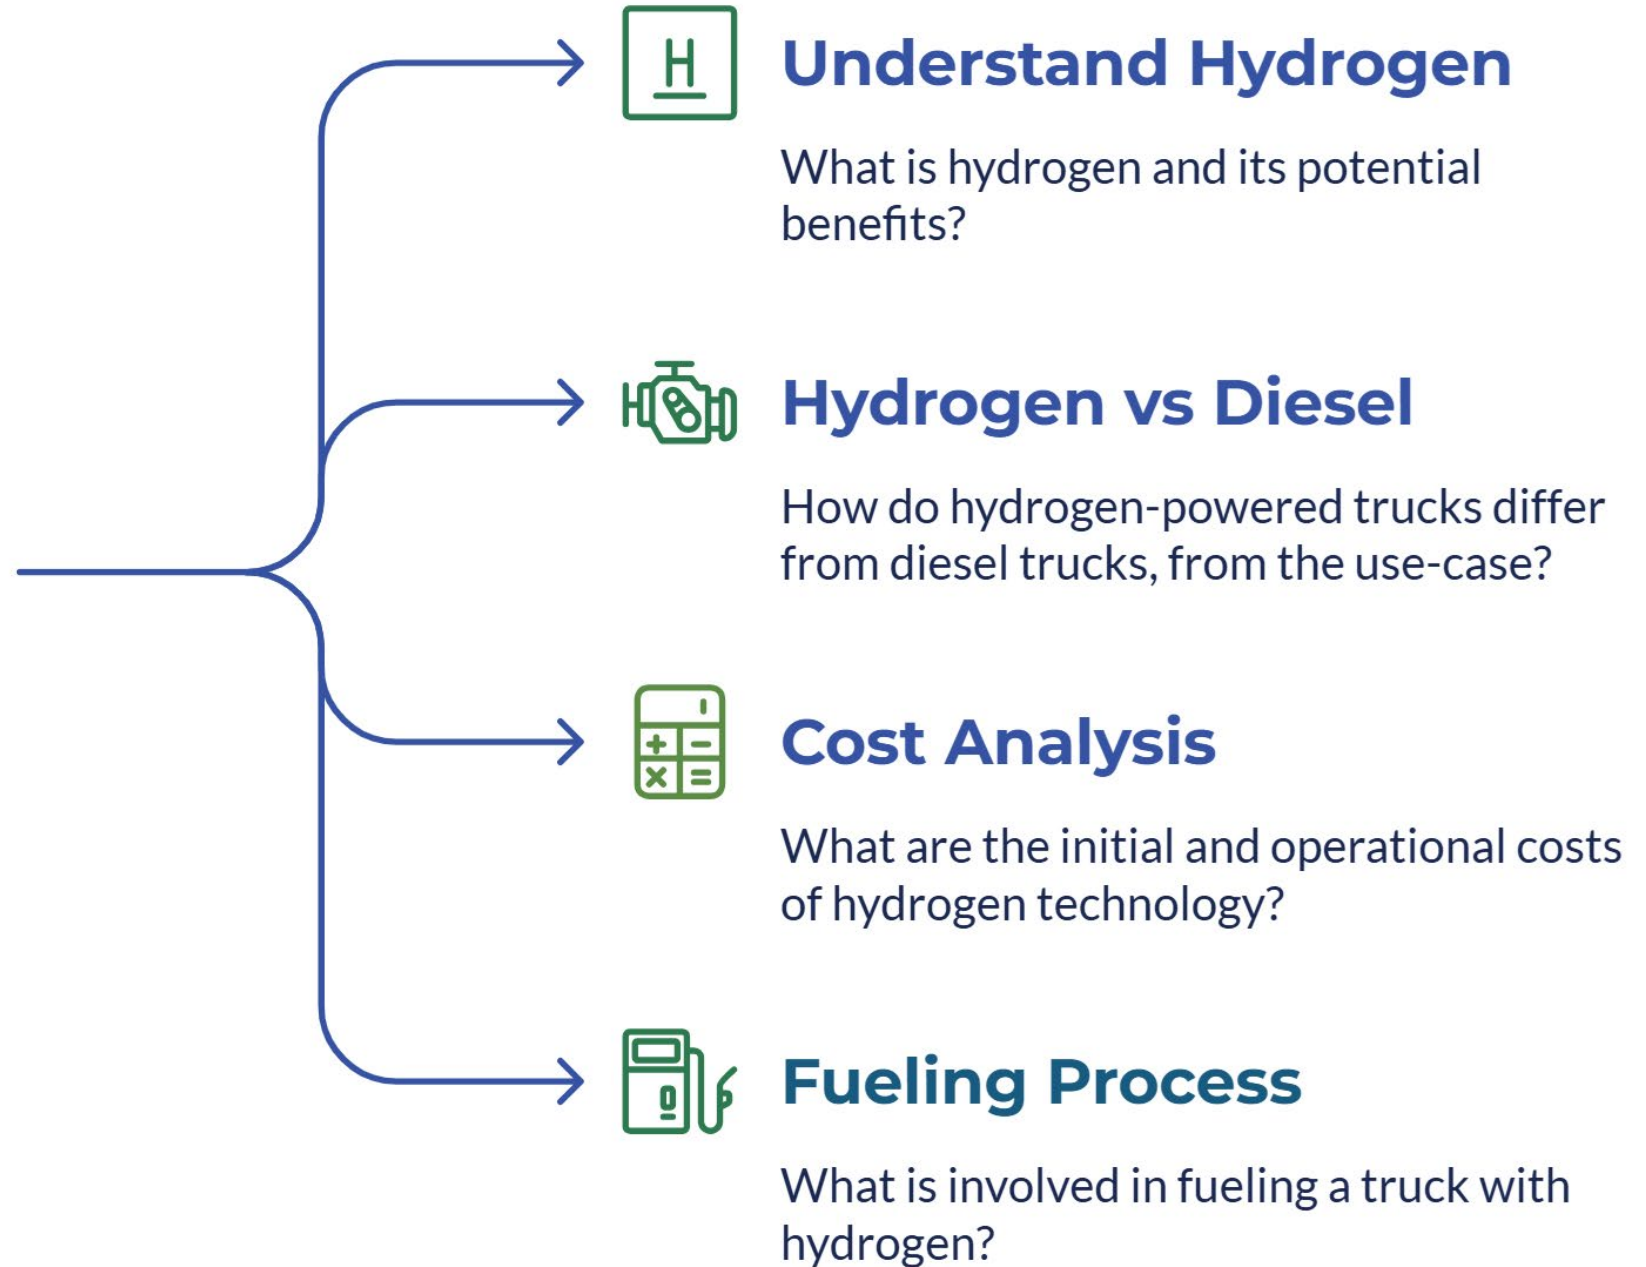 H
Understand Hydrogen
What is hydrogen and its potential
benefits?
Hydrogen vs Diesel
How do hydrogen-powered trucks differ
from diesel trucks, from the use-case?
Cost Analysis
What are the initial and operational costs
of hydrogen technology?
Fueling Process
What is involved in fueling a truck with
hydrogen?